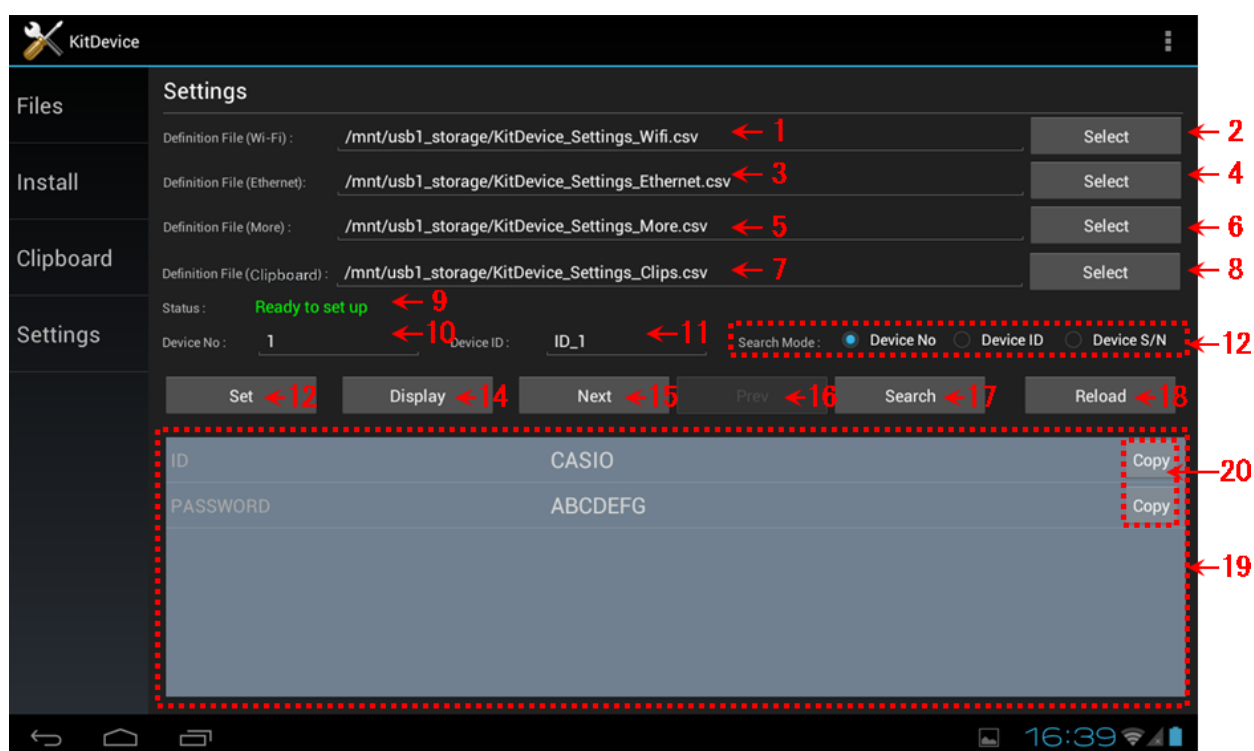 KitDevice
Files
Install
Clipboard
Settings
Settings
Definition File (Wi-Fi) : /mnt/usb1_storage/KitDevice_Settings_Wifi.csv 1 Select 2
Definition File (Ethernet): /mnt/usb1_storage/KitDevice_Settings_Ethernet.csv 3 Select 4
Definition File (More) : /mnt/usb1_storage/KitDevice_Settings_More.csv 5 Select 6
Definition File (Clipboard) : /mnt/usb1_storage/KitDevice_Settings_Clips.csv 7 Select 8
Status : Ready to set up 9
Device No : 1 10 Device ID : ID_1 11 Search Mode : Device No Device ID Device S/N 12
Set 12 Display 14 Next 15 Prev 16 Search 17 Reload 18
ID CASIO Copy 20
PASSWORD ABCDEFG Copy
19
16:39